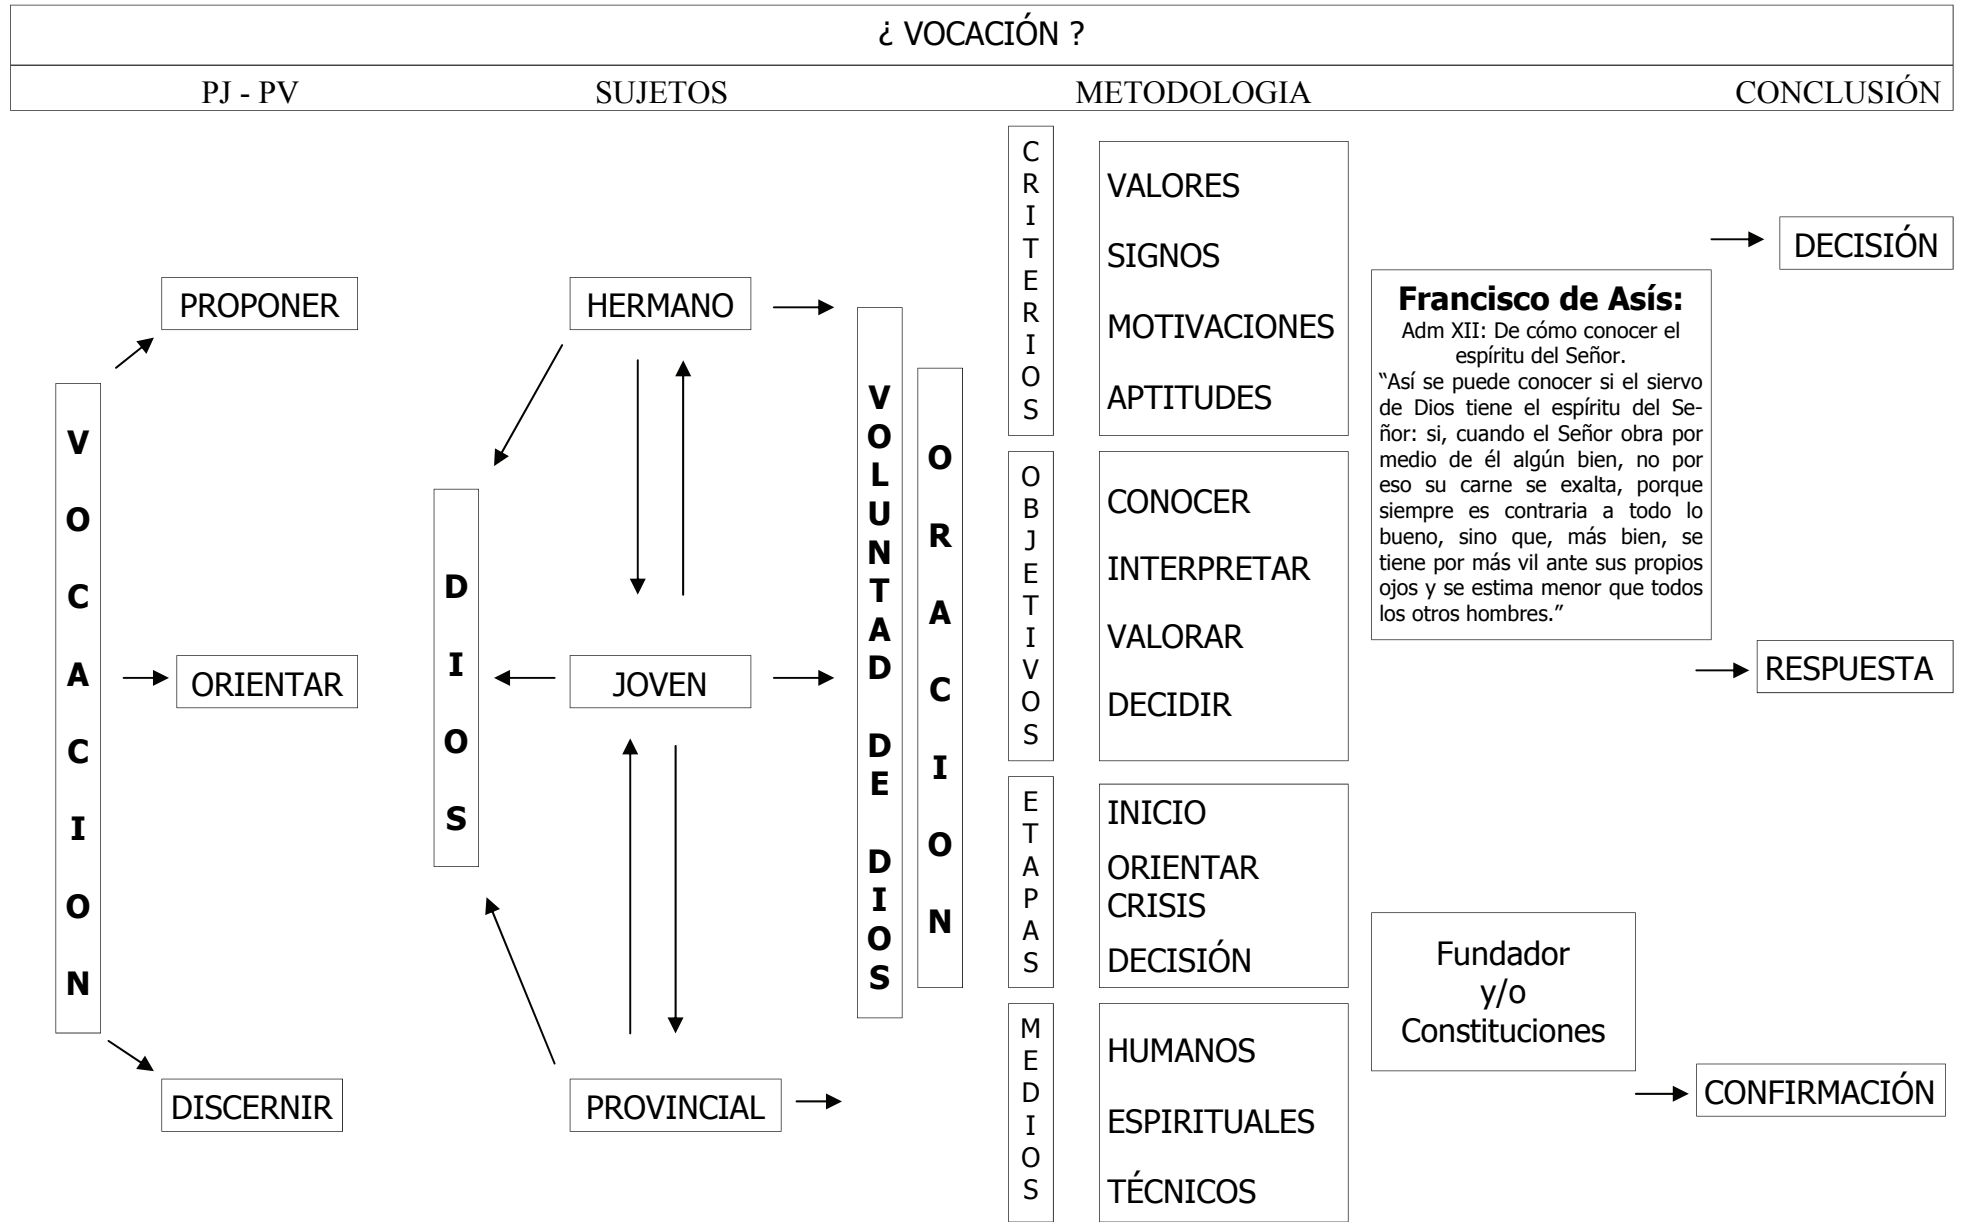 ¿ VOCACIÓN ?
PJ - PV
SUJETOS
METODOLOGIA
CONCLUSIÓN
VOCACION
PROPONER
ORIENTAR
DISCERNIR
DIOS
HERMANO
JOVEN
PROVINCIAL
VOLUNTAD DE DIOS
ORACION
CRITERIOS
VALORES
SIGNOS
MOTIVACIONES
APTITUDES
OBJETIVOS
CONOCER
INTERPRETAR
VALORAR
DECIDIR
ETAPAS
INICIO
ORIENTAR
CRISIS
DECISIÓN
MEDIOS
HUMANOS
ESPIRITUALES
TÉCNICOS
Francisco de Asís:
Adm XII: De cómo conocer el
espíritu del Señor.
“Así se puede conocer si el siervo
de Dios tiene el espíritu del Se-
ñor: si, cuando el Señor obra por
medio de él algún bien, no por
eso su carne se exalta, porque
siempre es contraria a todo lo
bueno, sino que, más bien, se
tiene por más vil ante sus propios
ojos y se estima menor que todos
los otros hombres.”
Fundador
y/o
Constituciones
DECISIÓN
RESPUESTA
CONFIRMACIÓN